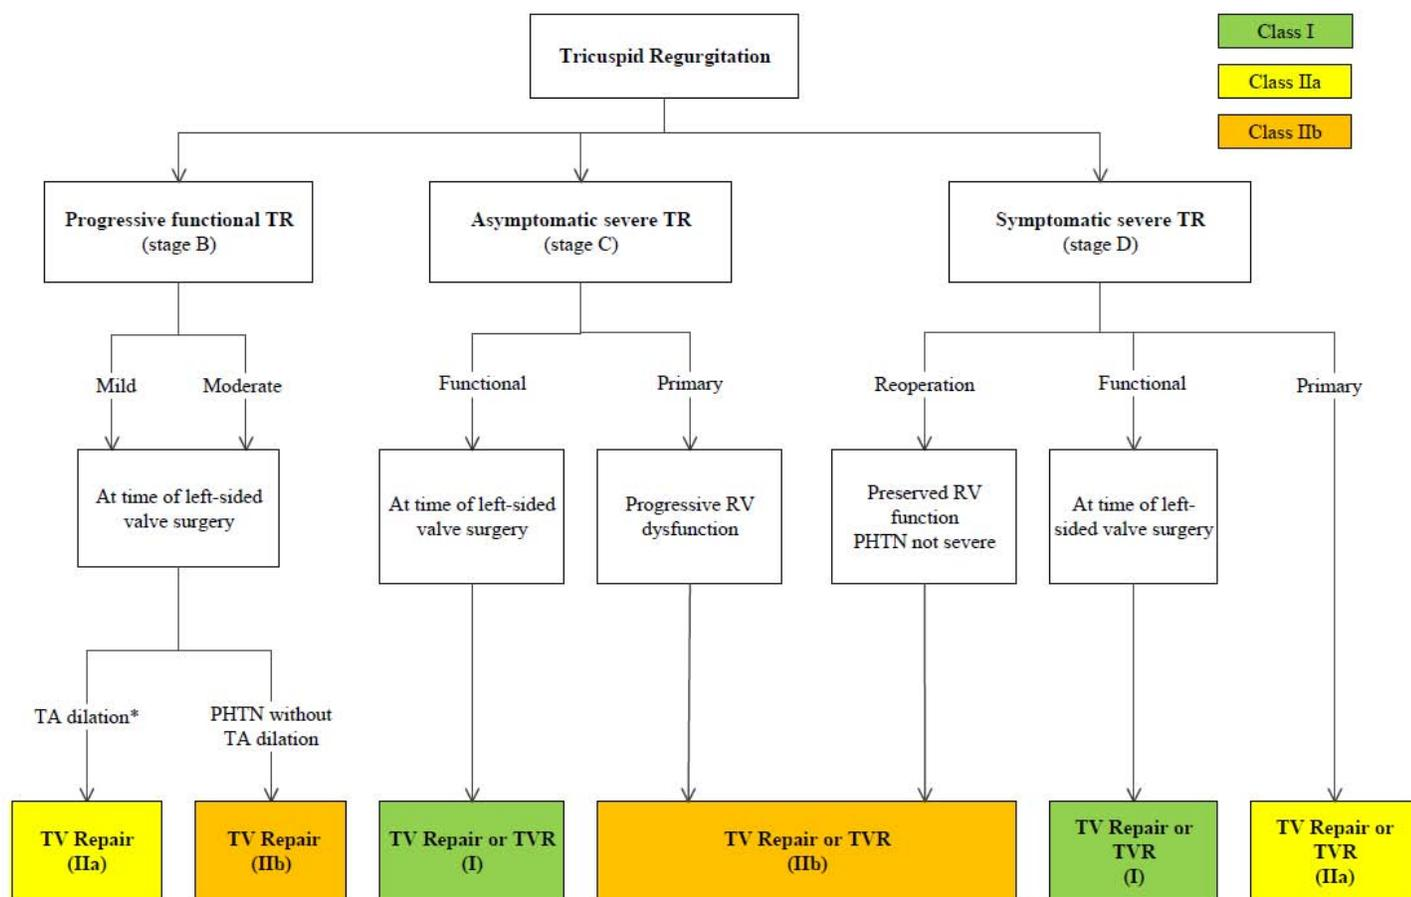 Tricuspid Regurgitation
Class I
Class IIa
Class IIb
Progressive functional TR
(stage B)
Asymptomatic severe TR
(stage C)
Symptomatic severe TR
(stage D)
Mild
Moderate
Functional
Primary
Reoperation
Functional
Primary
At time of left-sided
valve surgery
At time of left-sided
valve surgery
Progressive RV
dysfunction
Preserved RV
function
PHTN not severe
At time of left-
sided valve surgery
TA dilation*
PHTN without
TA dilation
TV Repair
(IIa)
TV Repair
(IIb)
TV Repair or TVR
(I)
TV Repair or TVR
(IIb)
TV Repair or
TVR
(I)
TV Repair or
TVR
(IIa)